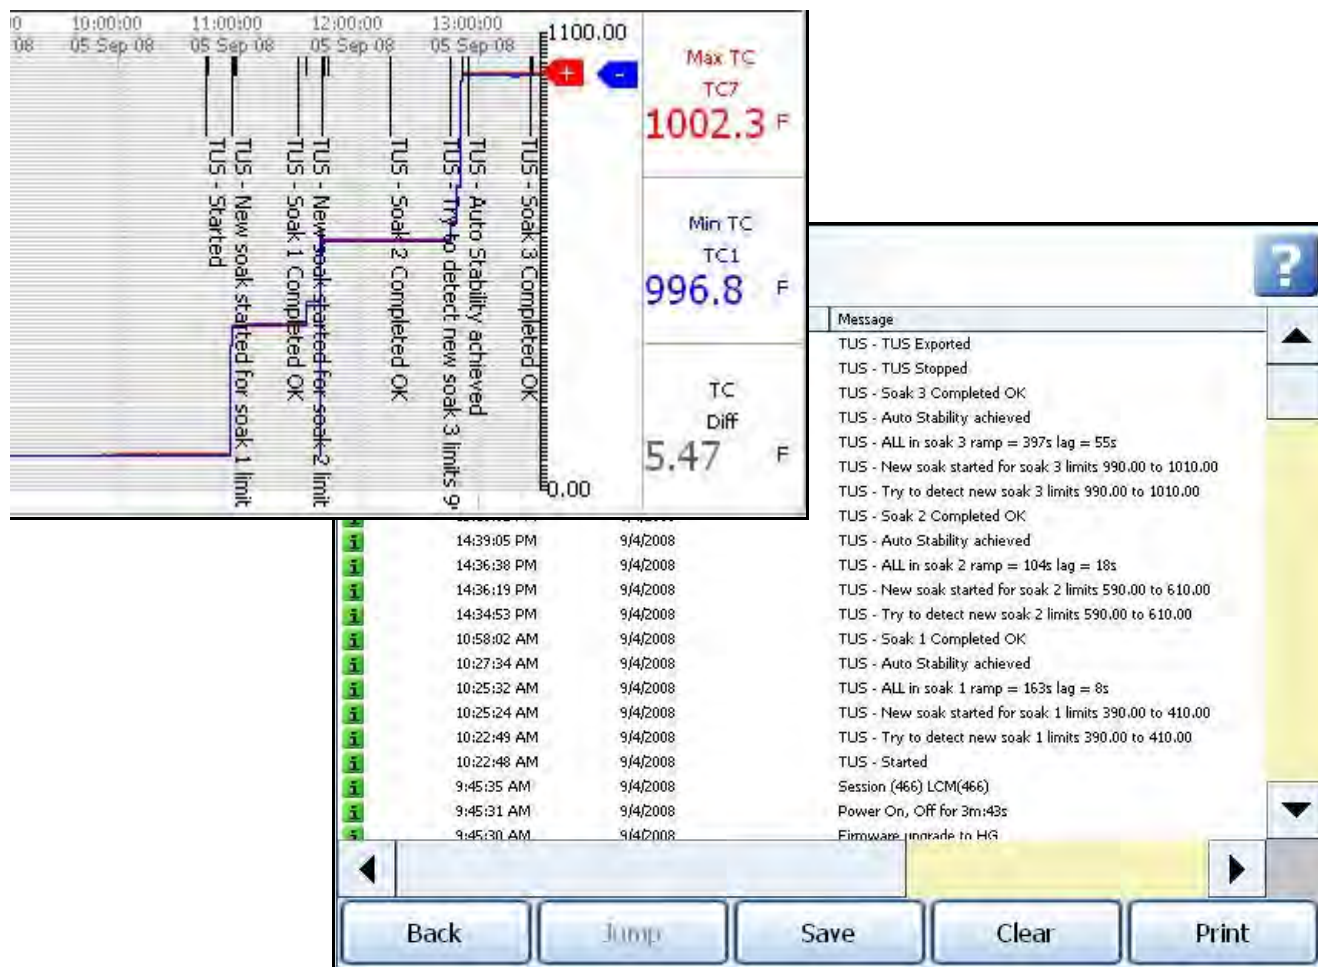 0 10:00:00 11:00:00 12:00:00 13:00:00
08 05 Sep 08 05 Sep 08 05 Sep 08 05 Sep 08
1100.00
+
-
TUS - Started
TUS - New soak started for soak 1 limit
TUS - Soak 1 Completed OK
TUS - New soak started for soak 2 limit
TUS - Soak 2 Completed OK
TUS - Try to detect new soak 3 limits 9
TUS - Auto Stability achieved
TUS - Soak 3 Completed OK
0.00
Max TC
TC7
1002.3 F
Min TC
TC1
996.8 F
TC
Diff
5.47 F
?
Message
TUS - TUS Exported
TUS - TUS Stopped
TUS - Soak 3 Completed OK
TUS - Auto Stability achieved
TUS - ALL in soak 3 ramp = 397s lag = 55s
TUS - New soak started for soak 3 limits 990.00 to 1010.00
TUS - Try to detect new soak 3 limits 990.00 to 1010.00
TUS - Soak 2 Completed OK
i 14:39:05 PM 9/4/2008 TUS - Auto Stability achieved
i 14:36:38 PM 9/4/2008 TUS - ALL in soak 2 ramp = 104s lag = 18s
i 14:36:19 PM 9/4/2008 TUS - New soak started for soak 2 limits 590.00 to 610.00
i 14:34:53 PM 9/4/2008 TUS - Try to detect new soak 2 limits 590.00 to 610.00
i 10:58:02 AM 9/4/2008 TUS - Soak 1 Completed OK
i 10:27:34 AM 9/4/2008 TUS - Auto Stability achieved
i 10:25:32 AM 9/4/2008 TUS - ALL in soak 1 ramp = 163s lag = 8s
i 10:25:24 AM 9/4/2008 TUS - New soak started for soak 1 limits 390.00 to 410.00
i 10:22:49 AM 9/4/2008 TUS - Try to detect new soak 1 limits 390.00 to 410.00
i 10:22:48 AM 9/4/2008 TUS - Started
i 9:45:35 AM 9/4/2008 Session (466) LCM(466)
i 9:45:31 AM 9/4/2008 Power On, Off for 3m:43s
i 9:45:30 AM 9/4/2008 Firmware upgrade to HG
Back Jump Save Clear Print